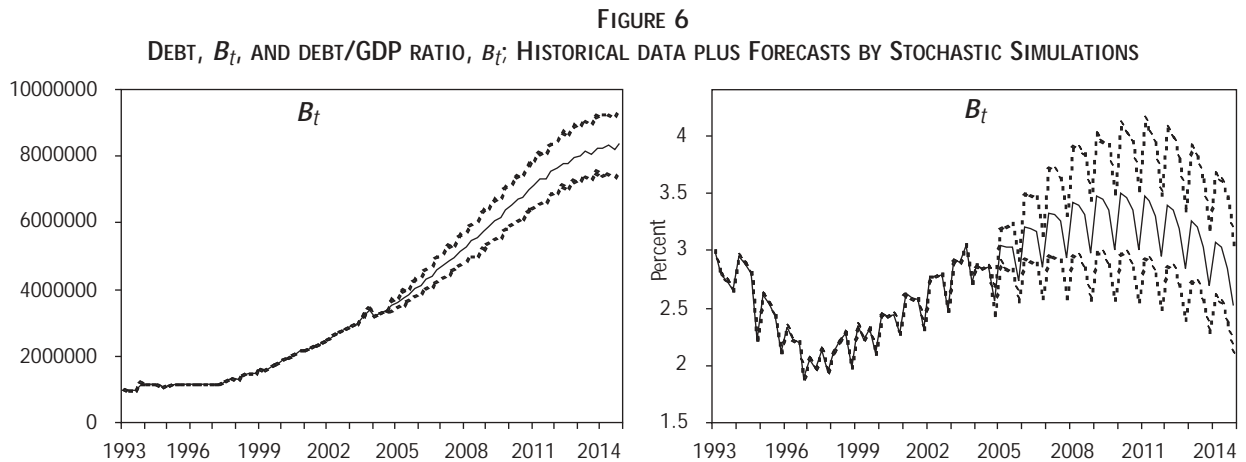 FIGURE 6
DEBT, Bt, AND DEBT/GDP RATIO, Bt; HISTORICAL DATA PLUS FORECASTS BY STOCHASTIC SIMULATIONS
Bt
10000000
8000000
6000000
4000000
2000000
0
1993 1996 1999 2002 2005 2008 2011 2014
Bt
Percent
4
3.5
3
2.5
2
1.5
1993 1996 1999 2002 2005 2008 2011 2014